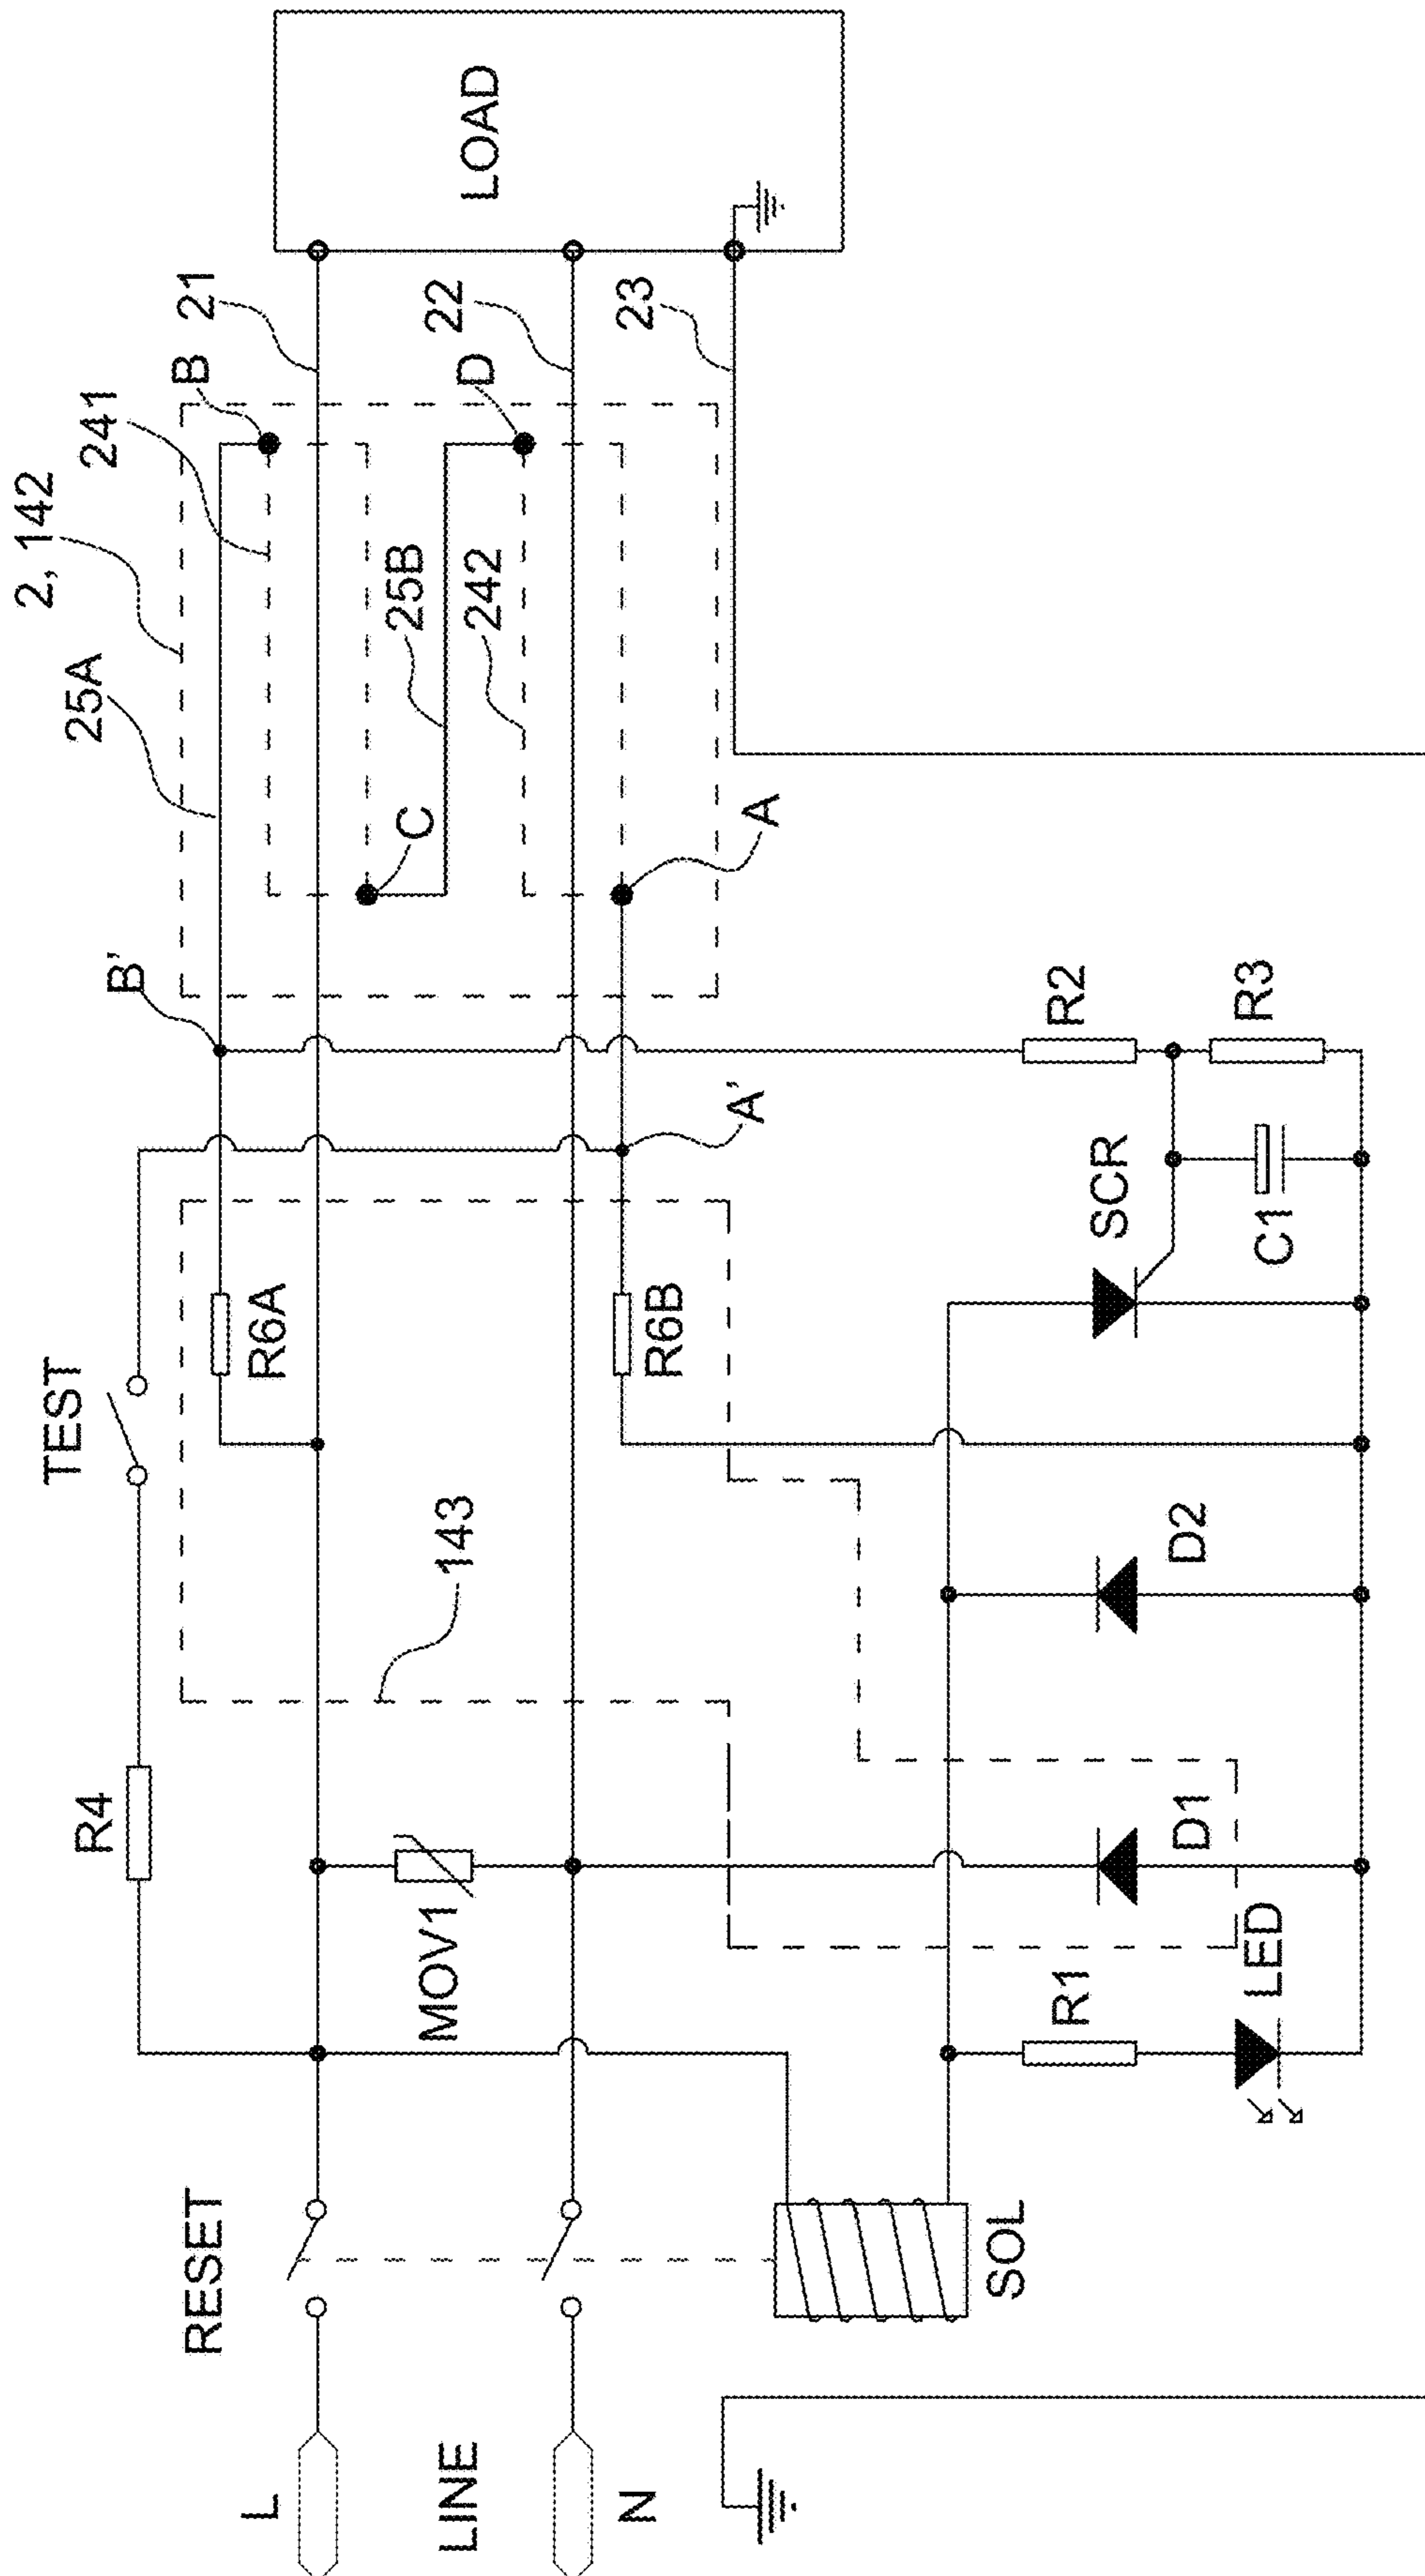 2, 142
25A
241
B
21
25B
242
22
D
C
23
A
B'
A'
LOAD
TEST
R4
R6A
R6B
143
RESET
MOV1
L
LINE
N
SOL
R1
LED
D1
D2
SCR
C1
R2
R3